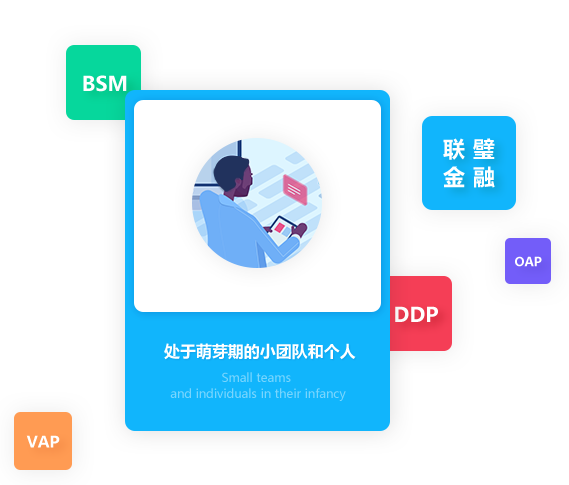 BSM
联 璧
金 融
OAP
DDP
处于萌芽期的小团队和个人
Small teams
and individuals in their infancy
VAP